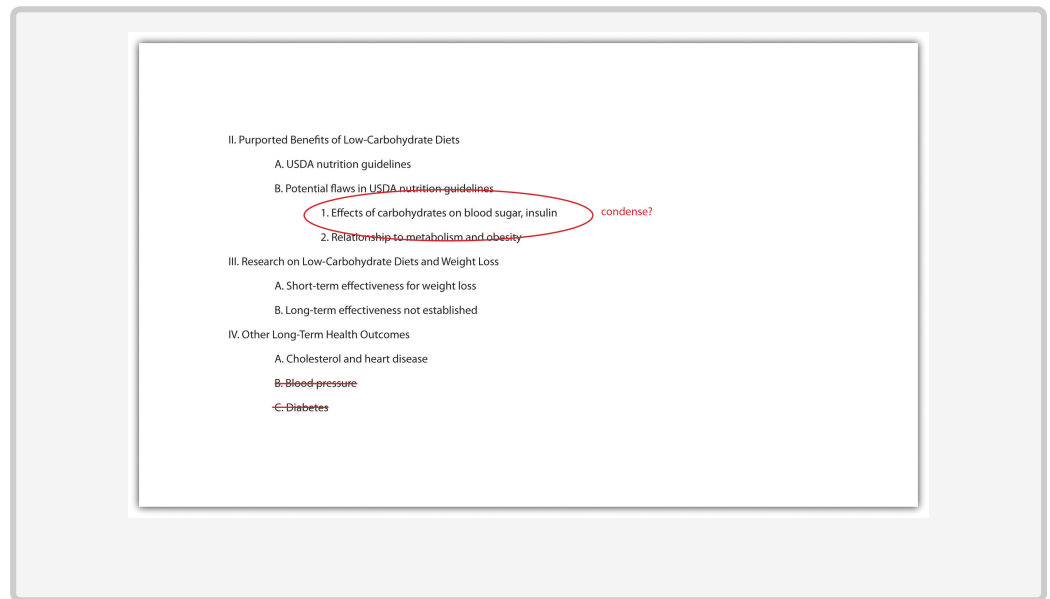 II. Purported Benefits of Low-Carbohydrate Diets
A. USDA nutrition guidelines
B. Potential flaws in USDA nutrition guidelines
1. Effects of carbohydrates on blood sugar, insulin condense?
2. Relationship to metabolism and obesity
III. Research on Low-Carbohydrate Diets and Weight Loss
A. Short-term effectiveness for weight loss
B. Long-term effectiveness not established
IV. Other Long-Term Health Outcomes
A. Cholesterol and heart disease
B. Blood pressure
C. Diabetes